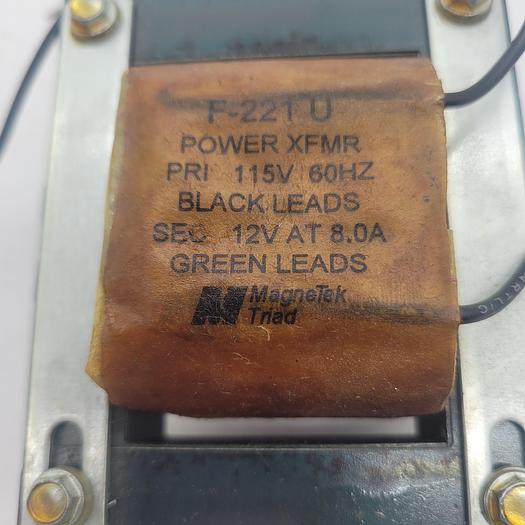 F-221 U
POWER XFMR
PRI 115V 60HZ
BLACK LEADS
SEC 12V AT 8.0A
GREEN LEADS
MagneTek
Triad